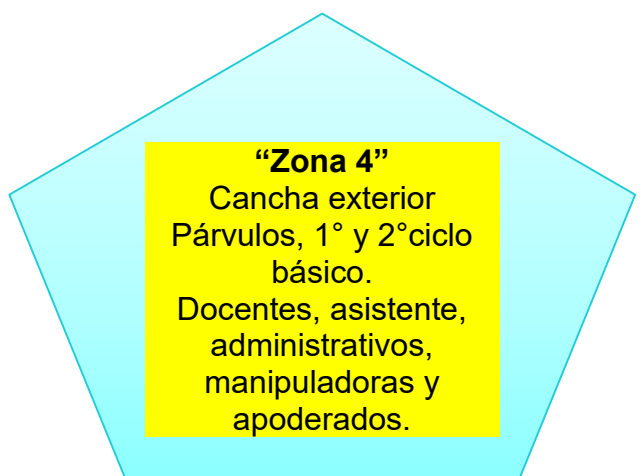 “Zona 4”
Cancha exterior
Párvulos, 1° y 2°ciclo
básico.
Docentes, asistente,
administrativos,
manipuladoras y
apoderados.